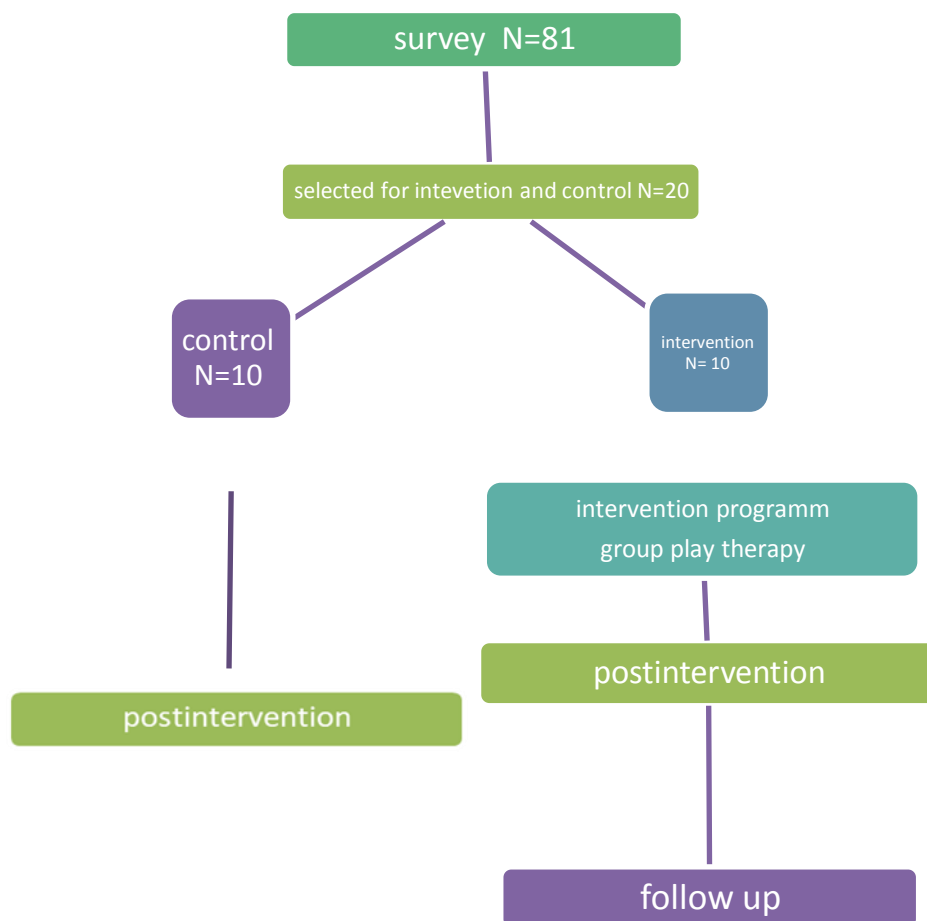 survey N=81
selected for intevetion and control N=20
control
N=10
intervention
N= 10
intervention programm
group play therapy
postintervention
postintervention
follow up